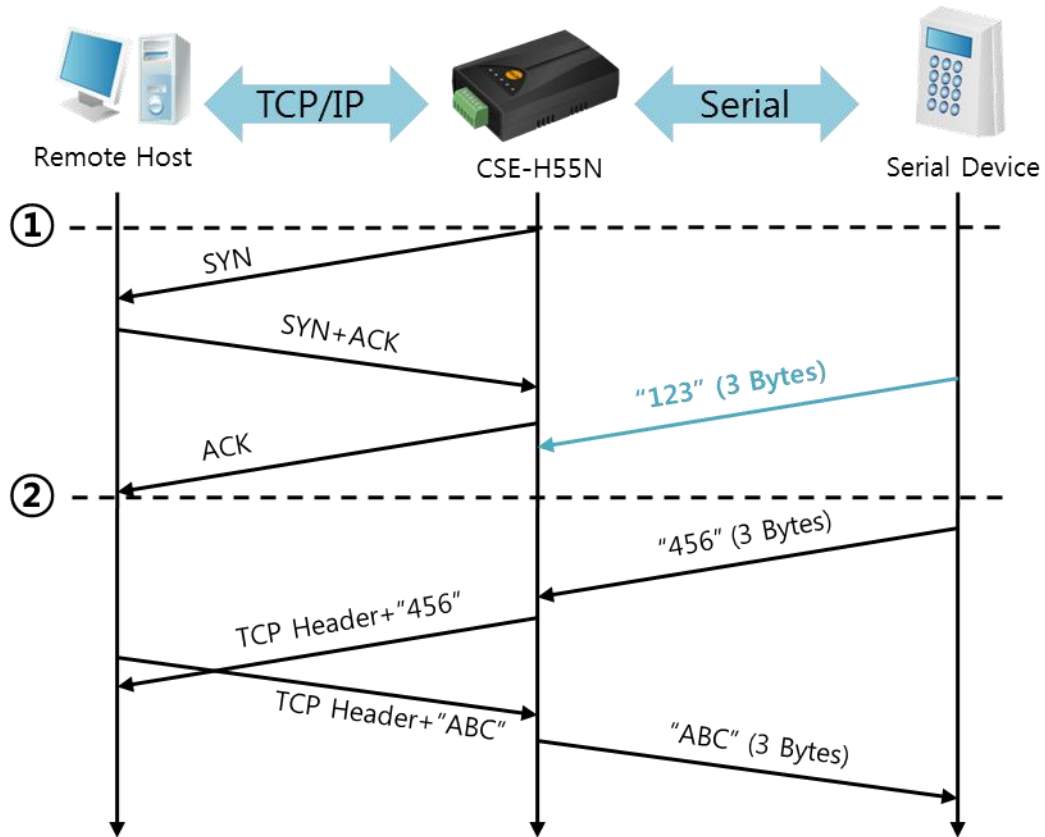 TCP/IP
Serial
Remote Host
CSE-H55N
Serial Device
①
SYN
SYN+ACK
“123” (3 Bytes)
ACK
②
“456” (3 Bytes)
TCP Header+“456”
TCP Header+“ABC”
“ABC” (3 Bytes)